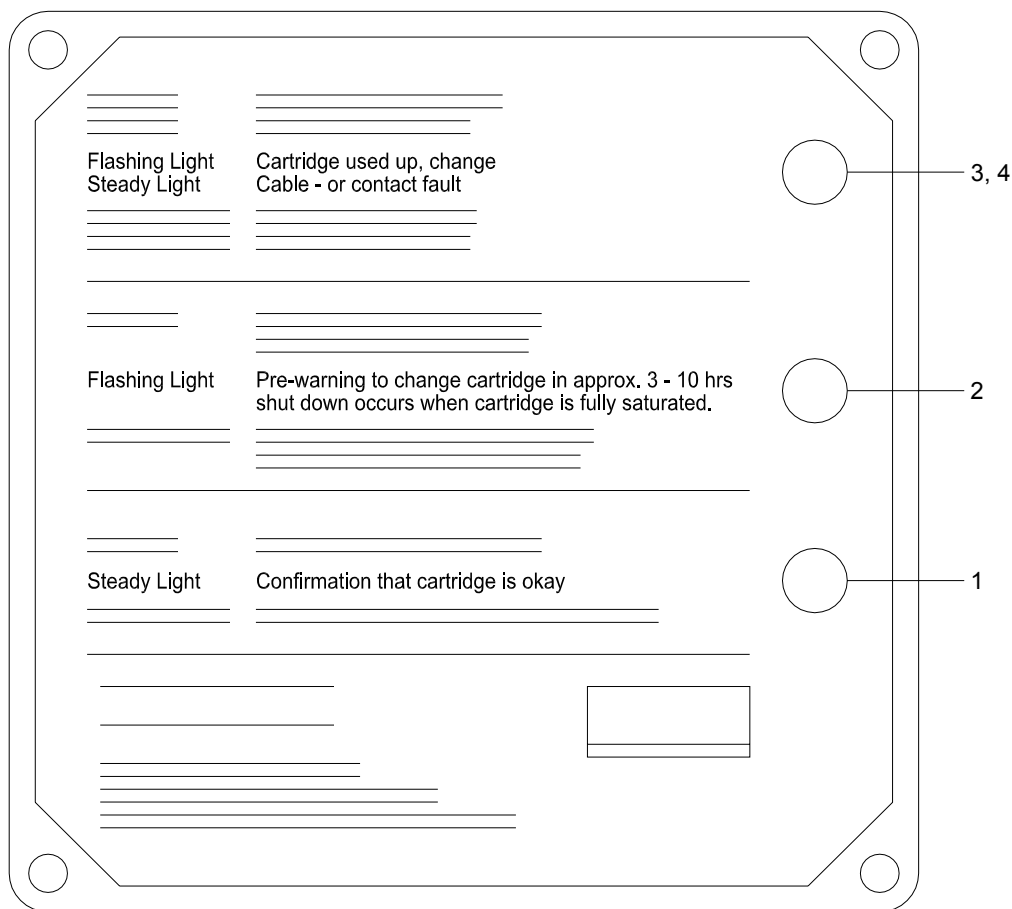 Flashing Light Cartridge used up, change
Steady Light Cable - or contact fault
3, 4
Flashing Light Pre-warning to change cartridge in approx. 3 - 10 hrs
shut down occurs when cartridge is fully saturated.
2
Steady Light Confirmation that cartridge is okay
1